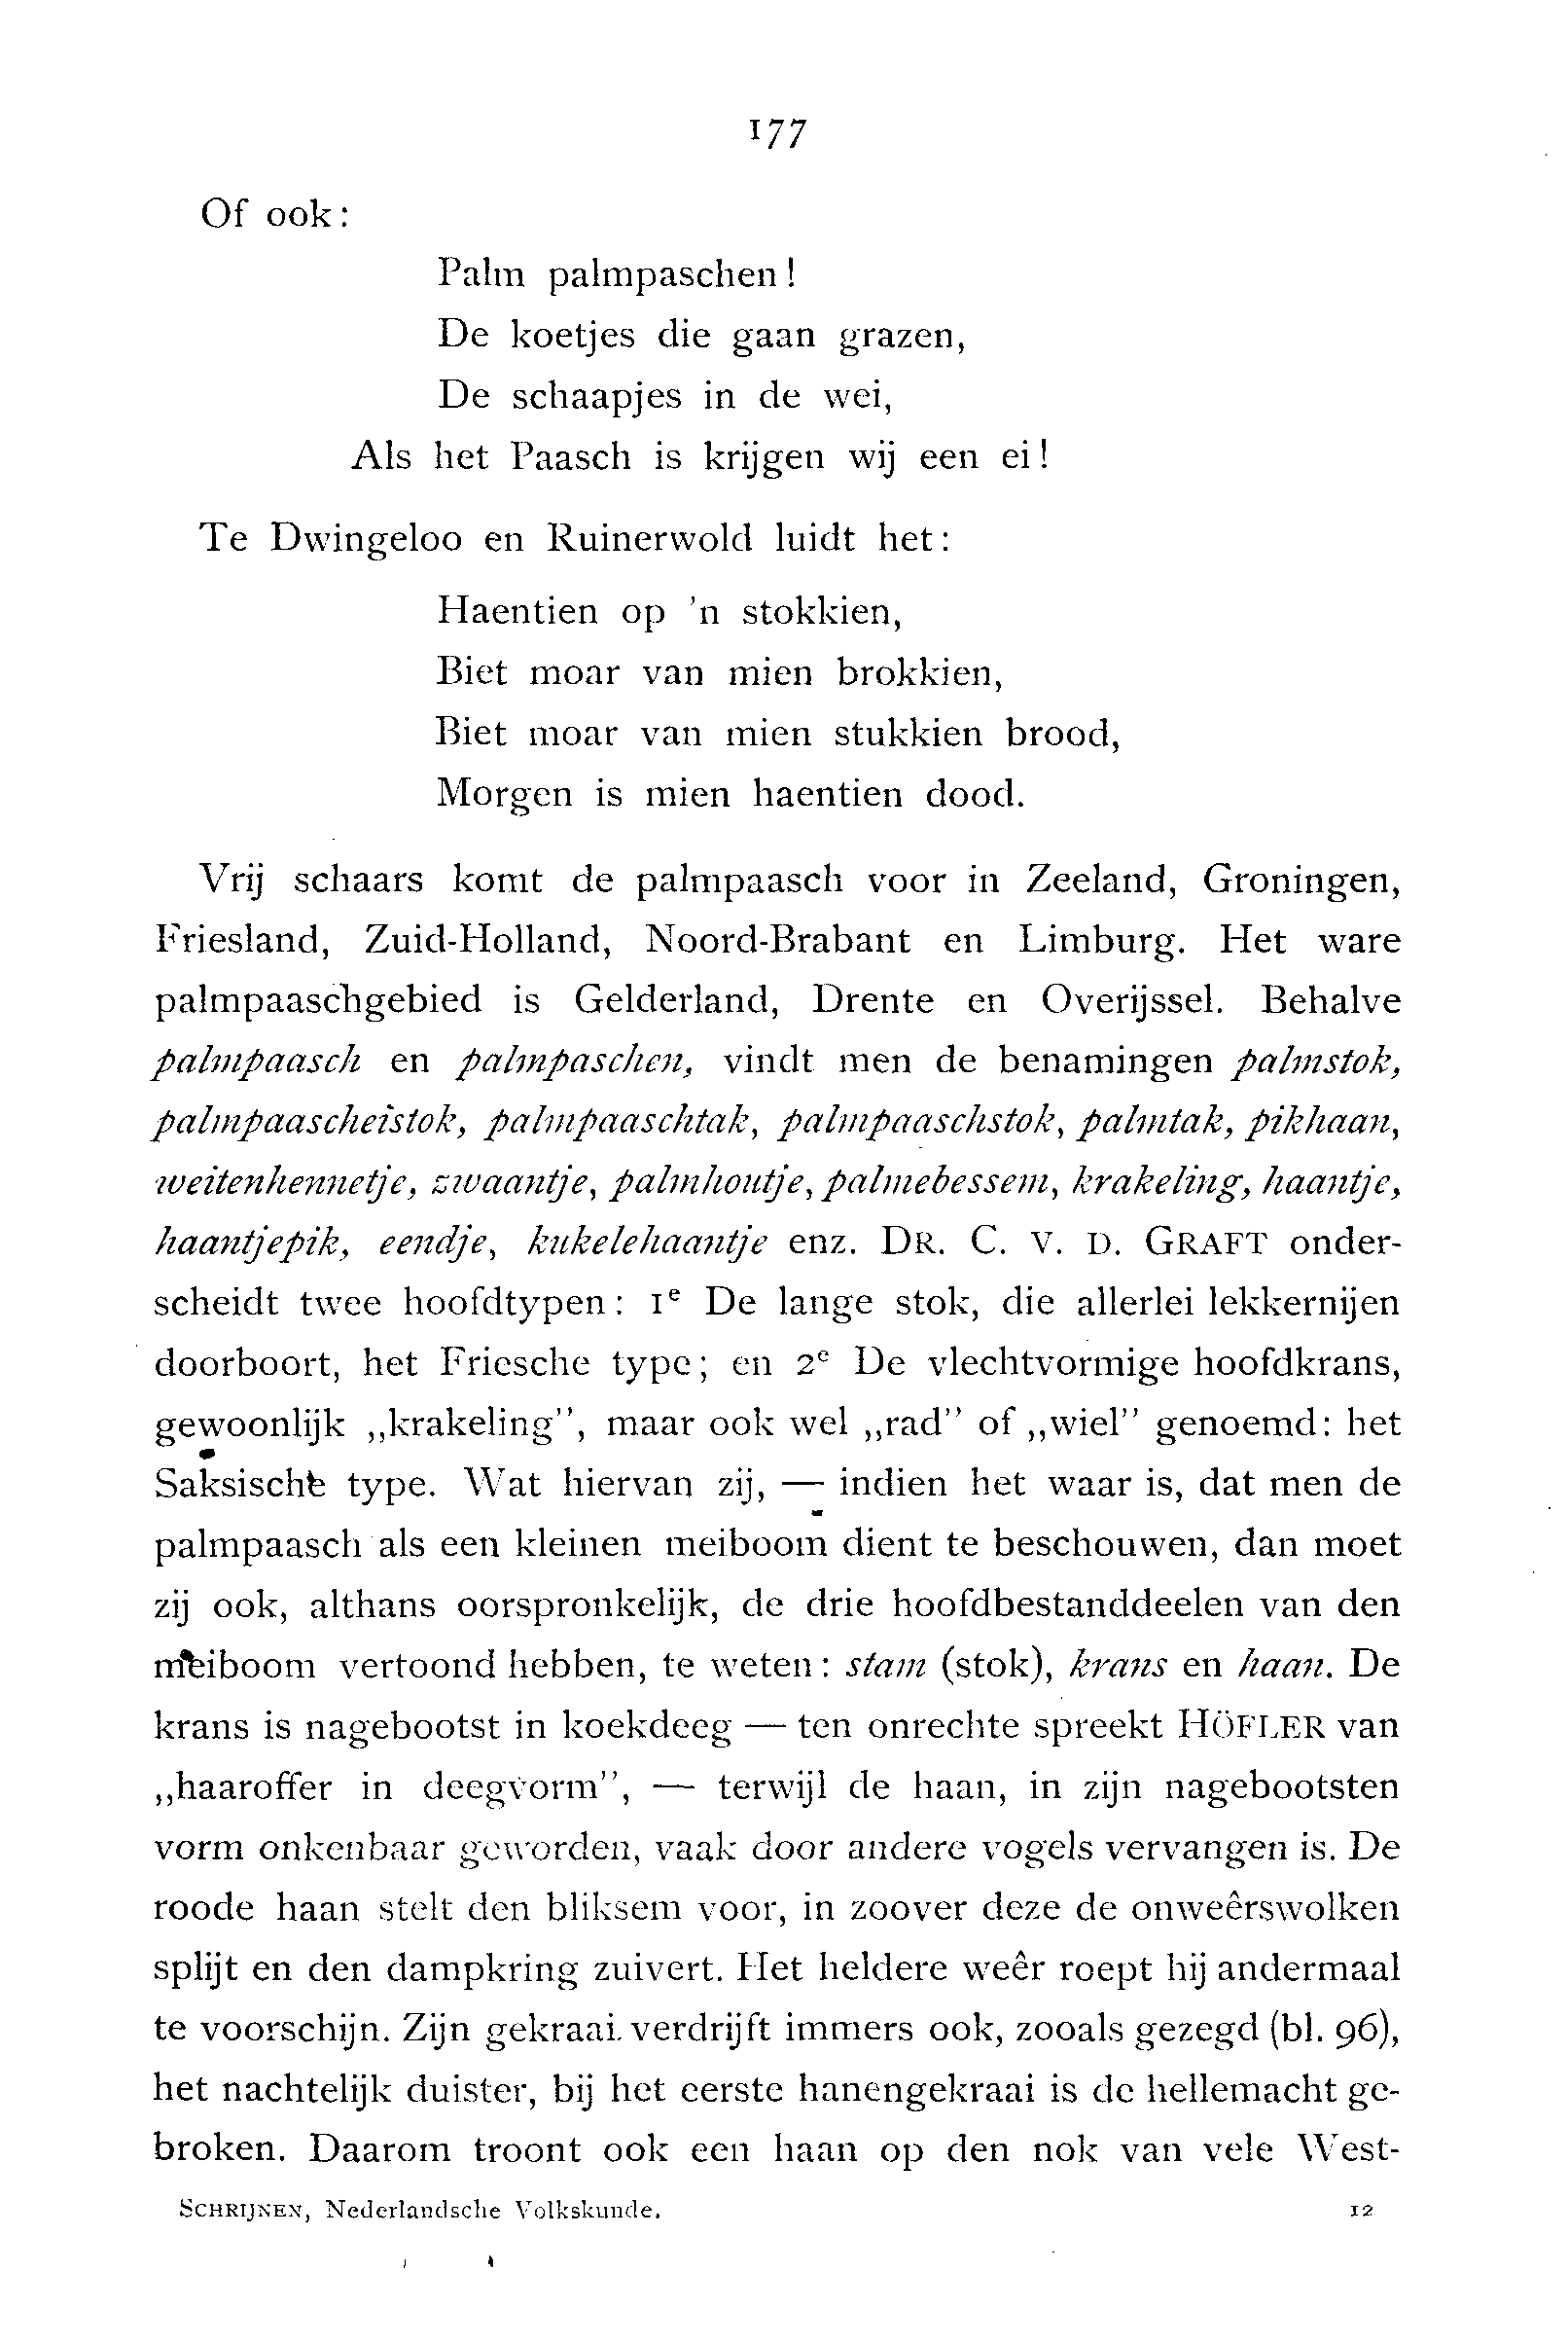 177
Of ook:
Palm palmpaschen!
De koetjes die gaan grazen,
De schaapjes in de wei,
Als het Paasch is krijgen wij een ei!
Te Dwingeloo en Ruinerwold luidt het:
Haentien op 'n stokkien,
Biet moar van mien brokkien,
Biet moar van mien stukkien brood,
Morgen is mien haentien dood.
Vrij schaars komt de palmpaasch voor in Zeeland, Groningen,
Friesland, Zuid-Holland, Noord-Brabant en Limburg. Het ware
palmpaaschgebied is Gelderland, Drente en Overijssel. Behalve
palmpaasch en palmpaschen, vindt men de benamingen palmstok,
palmpaascheistok, palmpaaschtak, palmpaaschstok, palmtak, pikhaan,
weitenhennetje, zwaantje, palmhoutje, palmebessem, krakeling, haantje,
haantjepik, eendje, kukelehaantje enz. DR. C. V. D. GRAFT onder-
scheidt twee hoofdtypen: 1e De lange stok, die allerlei lekkernijen
doorboort, het Friesche type; en 2e De vlechtvormige hoofdkrans,
gewoonlijk „krakeling", maar ook wel „rad" of „wiel" genoemd: het
Saksische type. Wat hiervan zij, — indien het waar is, dat men de
palmpaasch als een kleinen meiboom dient te beschouwen, dan moet
zij ook, althans oorspronkelijk, de drie hoofdbestanddeelen van den
meiboom vertoond hebben, te weten: stam (stok), krans en haan. De
krans is nagebootst in koekdeeg — ten onrechte spreekt HÖFLER van
„haaroffer in deegvorm", — terwijl de haan, in zijn nagebootsten
vorm onkenbaar geworden, vaak door andere vogels vervangen is. De
roode haan stelt den bliksem voor, in zoover deze de onweêrswolken
splijt en den dampkring zuivert. Het heldere weêr roept hij andermaal
te voorschijn. Zijn gekraai verdrijft immers ook, zooals gezegd (bl. 96),
het nachtelijk duister, bij het eerste hanengekraai is de hellemacht ge-
broken. Daarom troont ook een haan op den nok van vele West-
SCHRIJNEN, Nederlandsche Volkskunde. 12